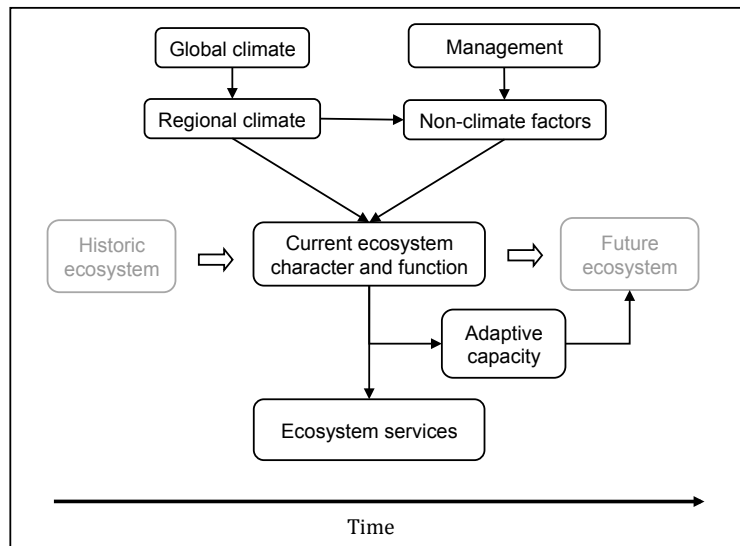 Global climate
Management
Regional climate
Non-climate factors
Historic
ecosystem
Current ecosystem
character and function
Future
ecosystem
Adaptive
capacity
Ecosystem services
Time